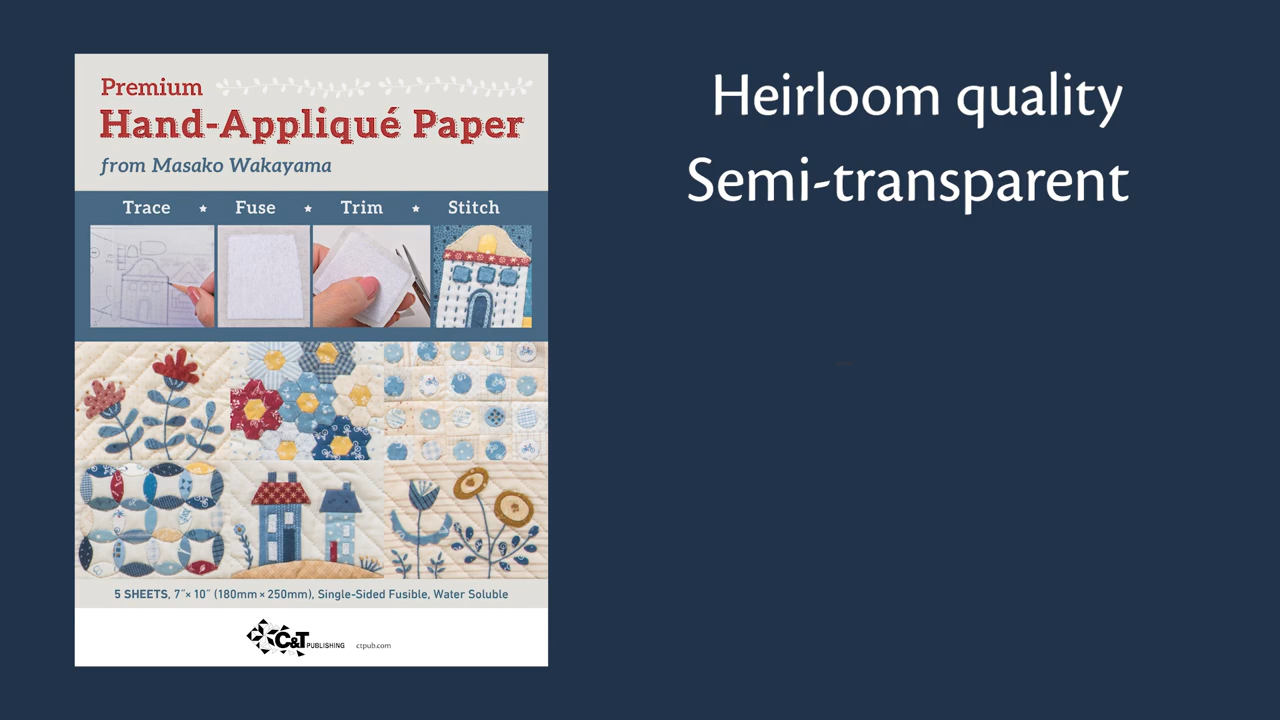 Premium
Hand-Appliqué Paper
from Masako Wakayama
Trace ★ Fuse ★ Trim ★ Stitch
5 SHEETS, 7˝× 10˝ (180mm × 250mm), Single-Sided Fusible, Water Soluble
C&T PUBLISHING ctpub.com
Heirloom quality
Semi-transparent